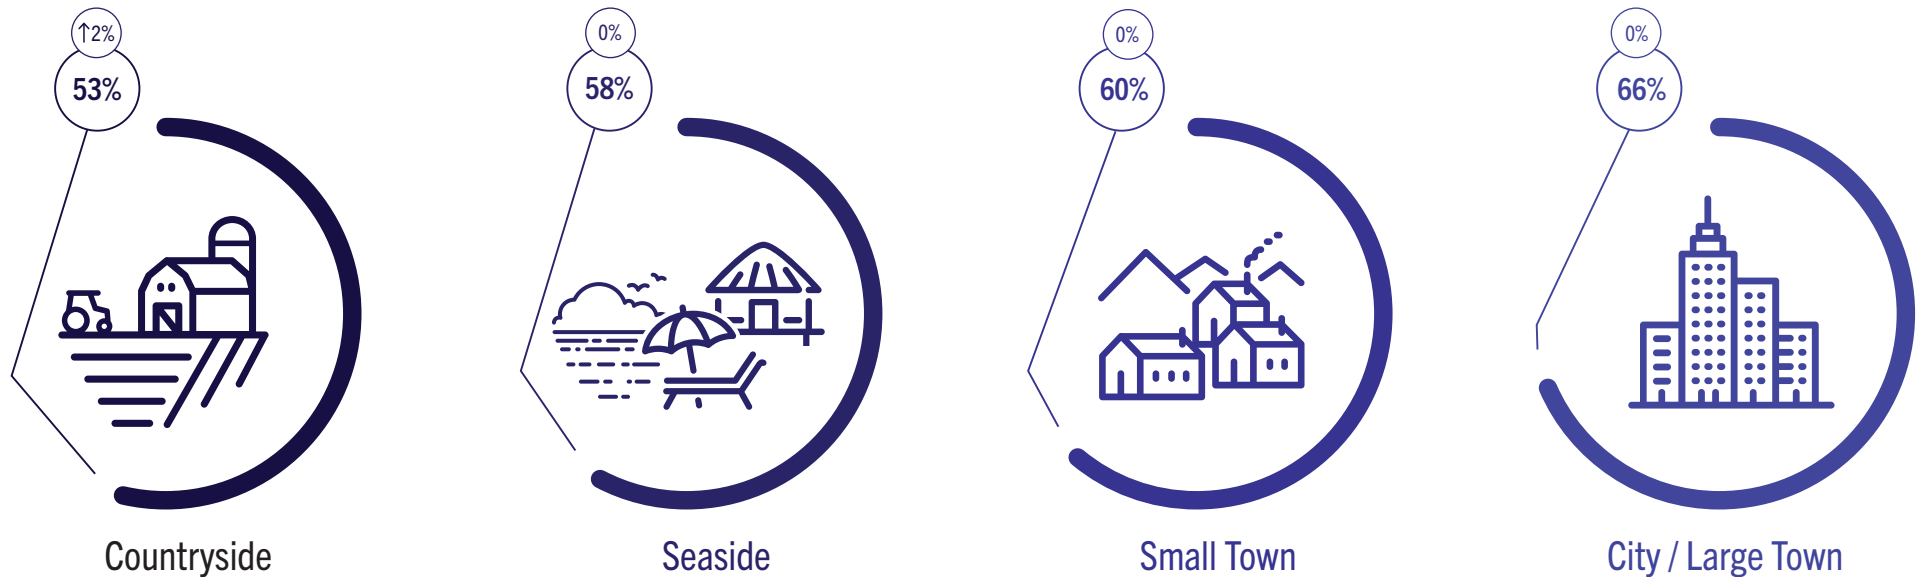 ↑2%
53%
Countryside
0%
58%
Seaside
0%
60%
Small Town
0%
66%
City / Large Town